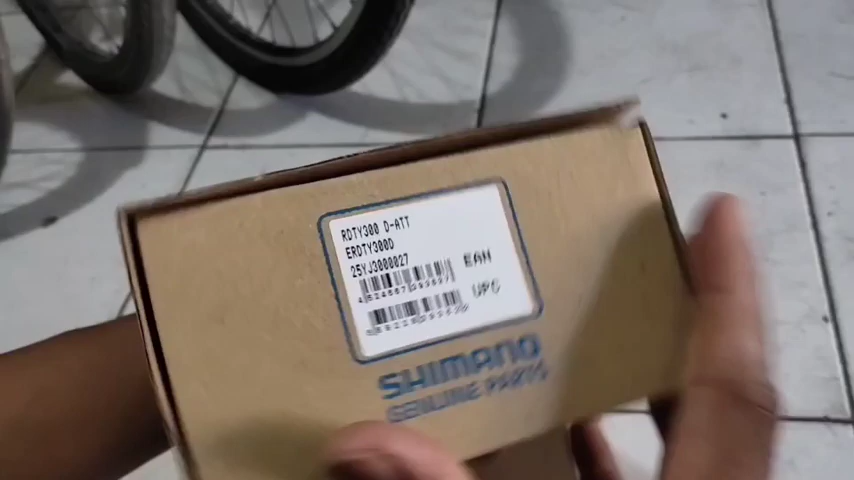 RDTY300 D-ATT
ERDTY300D
25YJ3000027
EAN
UPC
SHIMANO
GENUINE PARTS